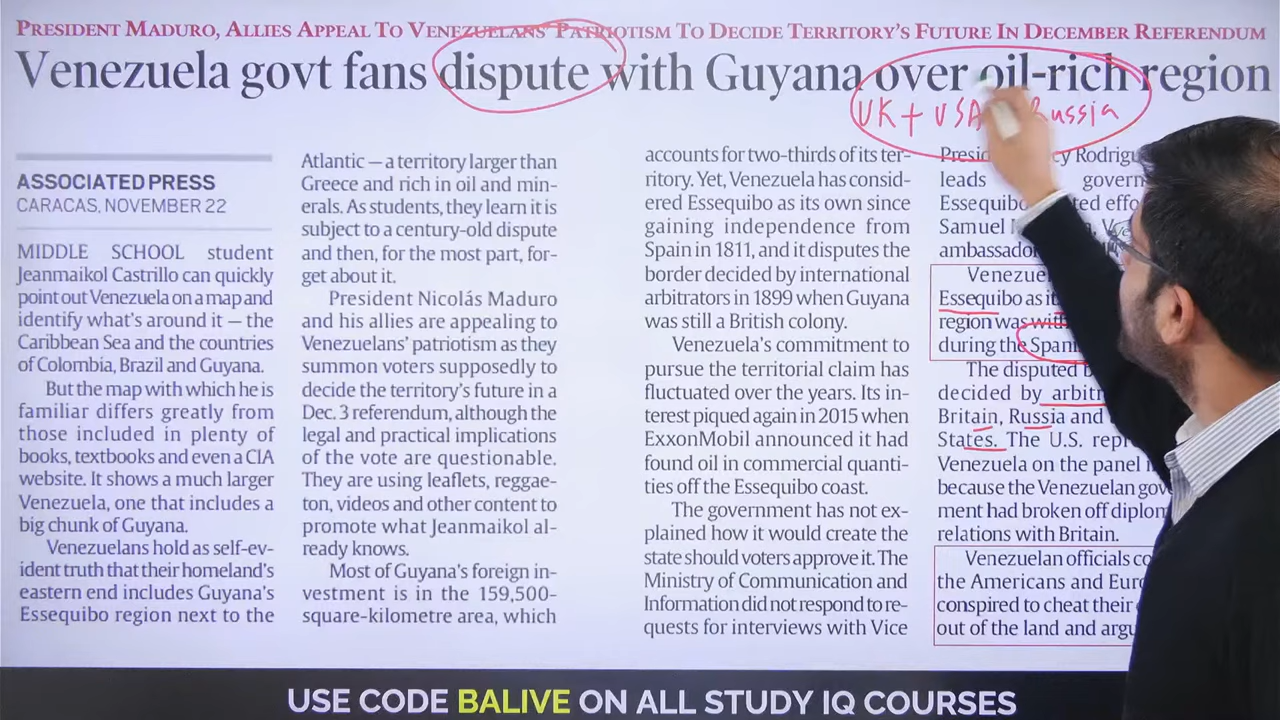 PRESIDENT MADURO, ALLIES APPEAL TO VENEZUELANS' PATRIOTISM TO DECIDE TERRITORY'S FUTURE IN DECEMBER REFERENDUM
Venezuela govt fans dispute with Guyana over oil-rich region
UK + USA Russia
ASSOCIATED PRESS
CARACAS, NOVEMBER 22
MIDDLE SCHOOL student
Jeanmaikol Castrillo can quickly
point out Venezuela on a map and
identify what's around it — the
Caribbean Sea and the countries
of Colombia, Brazil and Guyana.
But the map with which he is
familiar differs greatly from
those included in plenty of
books, textbooks and even a CIA
website. It shows a much larger
Venezuela, one that includes a
big chunk of Guyana.
Venezuelans hold as self-ev-
ident truth that their homeland's
eastern end includes Guyana's
Essequibo region next to the
Atlantic — a territory larger than
Greece and rich in oil and min-
erals. As students, they learn it is
subject to a century-old dispute
and then, for the most part, for-
get about it.
President Nicolás Maduro
and his allies are appealing to
Venezuelans' patriotism as they
summon voters supposedly to
decide the territory's future in a
Dec. 3 referendum, although the
legal and practical implications
of the vote are questionable.
They are using leaflets, reggae-
ton, videos and other content to
promote what Jeanmaikol al-
ready knows.
Most of Guyana's foreign in-
vestment is in the 159,500-
square-kilometre area, which
accounts for two-thirds of its ter-
ritory. Yet, Venezuela has consid-
ered Essequibo as its own since
gaining independence from
Spain in 1811, and it disputes the
border decided by international
arbitrators in 1899 when Guyana
was still a British colony.
Venezuela's commitment to
pursue the territorial claim has
fluctuated over the years. Its in-
terest piqued again in 2015 when
ExxonMobil announced it had
found oil in commercial quanti-
ties off the Essequibo coast.
The government has not ex-
plained how it would create the
state should voters approve it. The
Ministry of Communication and
Information did not respond to re-
quests for interviews with Vice
leads govern
Essequibo
Samuel
ambassado
Venezue
Essequibo as
region was with
during the Span
The disputed
decided by arbit
Britain, Russia and
States. The U.S. rep
Venezuela on the panel
because the Venezuelan gov
ment had broken off diplom
relations with Britain.
Venezuelan officials co
the Americans and Euro
conspired to cheat their
out of the land and argu
USE CODE BALIVE ON ALL STUDY IQ COURSES